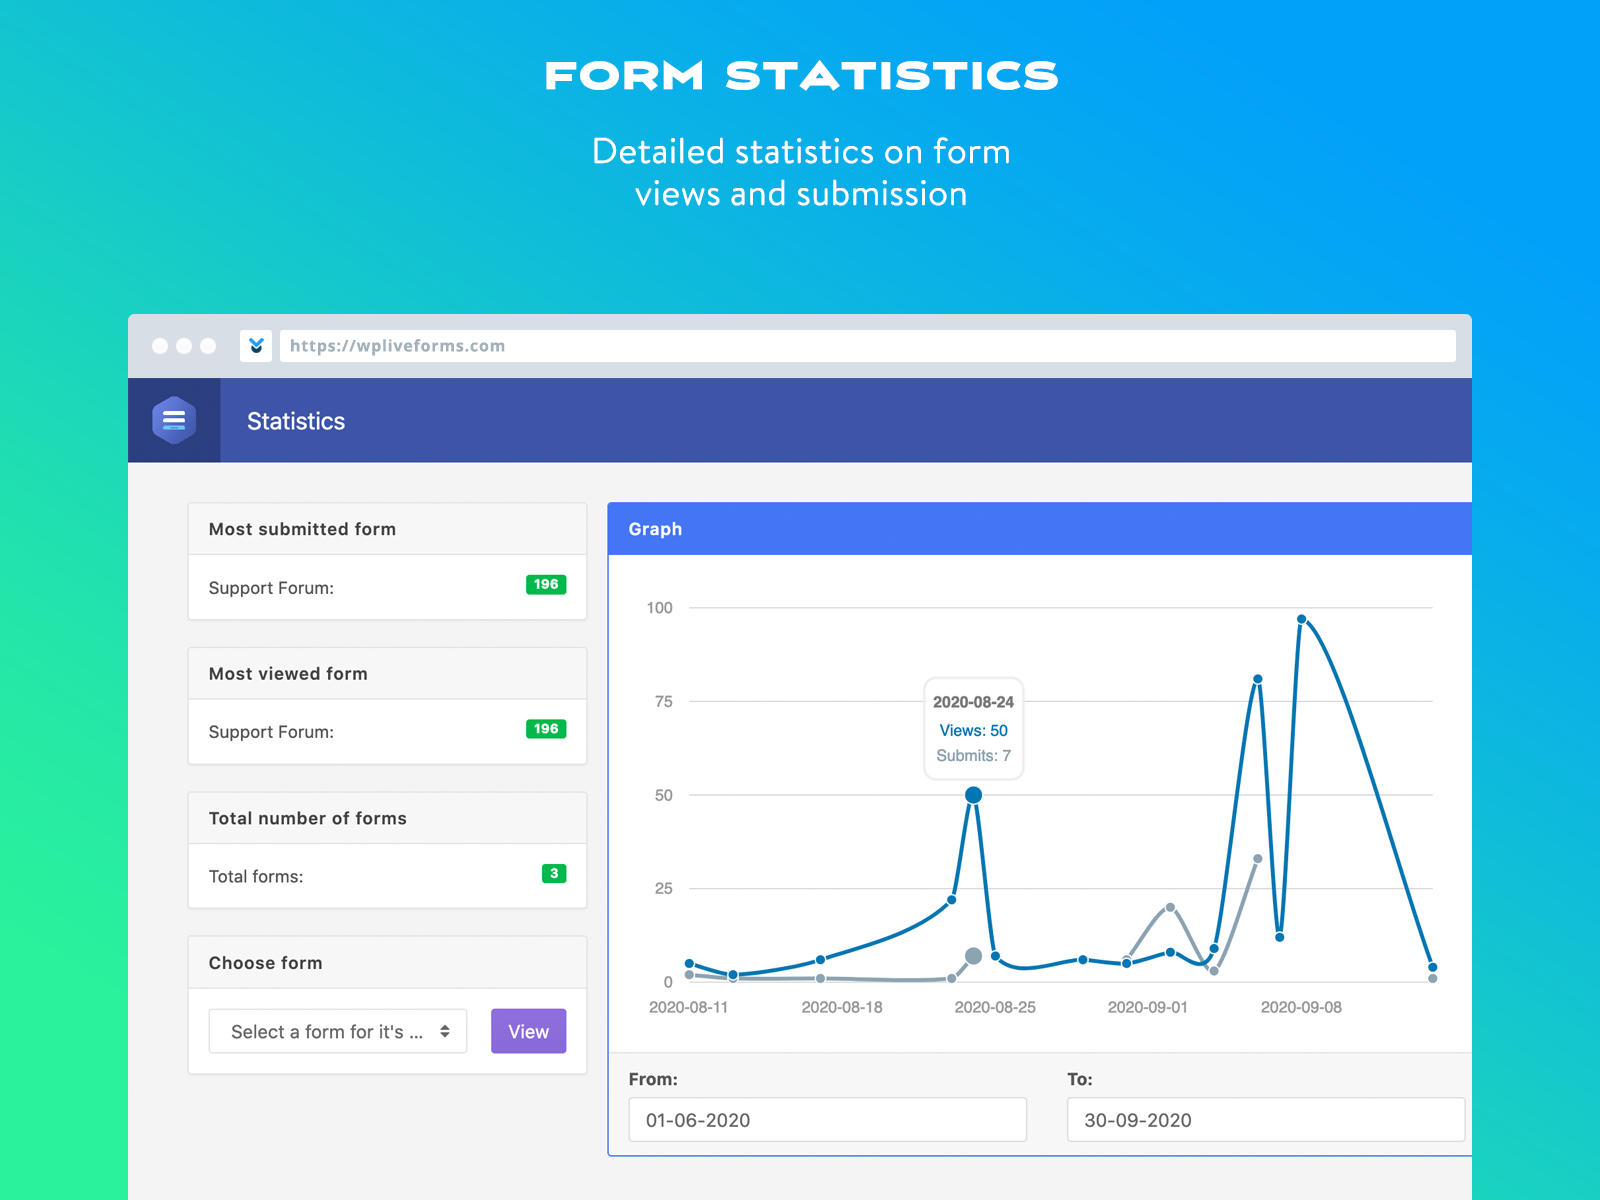 FORM STATISTICS
Detailed statistics on form
views and submission
https://wpliveforms.com
Statistics
Most submitted form
Support Forum:
196
Most viewed form
Support Forum:
196
Total number of forms
Total forms:
3
Choose form
Select a form for it's ...
View
Graph
100
75
50
25
0
2020-08-24
Views: 50
Submits: 7
2020-08-11
2020-08-18
2020-08-25
2020-09-01
2020-09-08
From:
To:
01-06-2020
30-09-2020